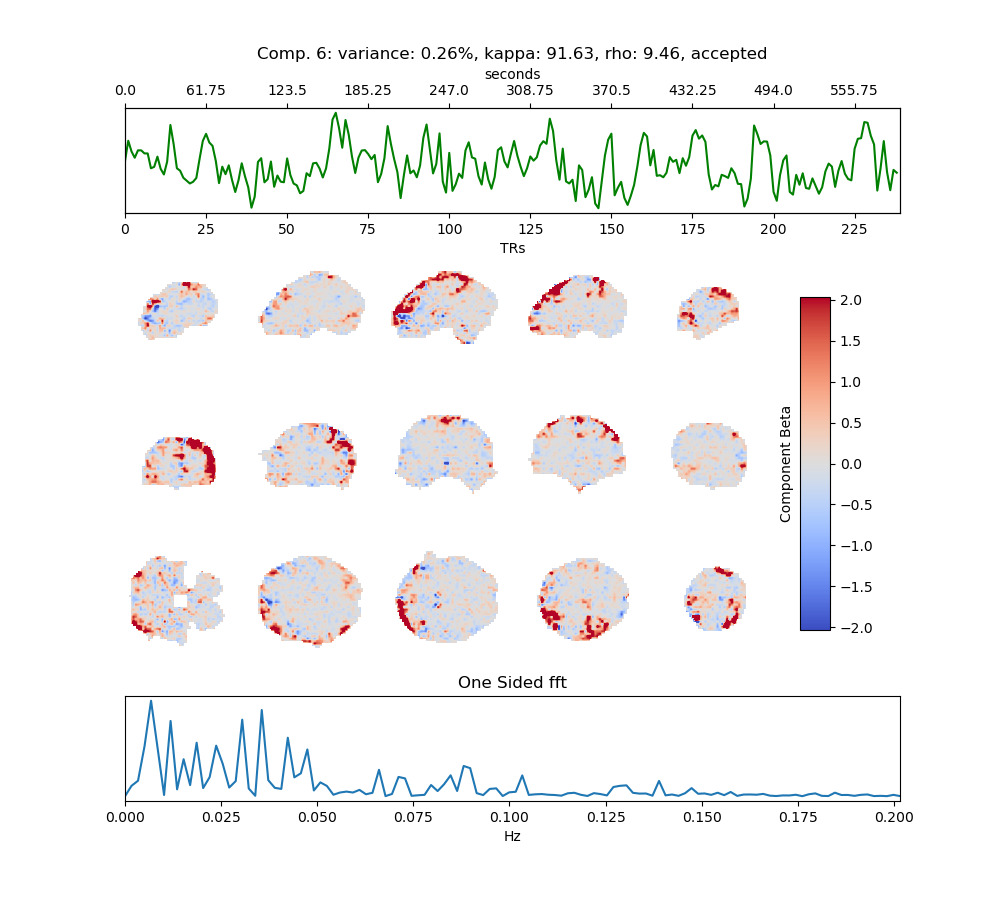 Comp. 6: variance: 0.26%, kappa: 91.63, rho: 9.46, accepted
seconds
0.0 61.75 123.5 185.25 247.0 308.75 370.5 432.25 494.0 555.75
0 25 50 75 100 125 150 175 200 225
TRs
2.0
1.5
1.0
0.5
0.0
−0.5
−1.0
−1.5
−2.0
Component Beta
One Sided fft
0.000 0.025 0.050 0.075 0.100 0.125 0.150 0.175 0.200
Hz